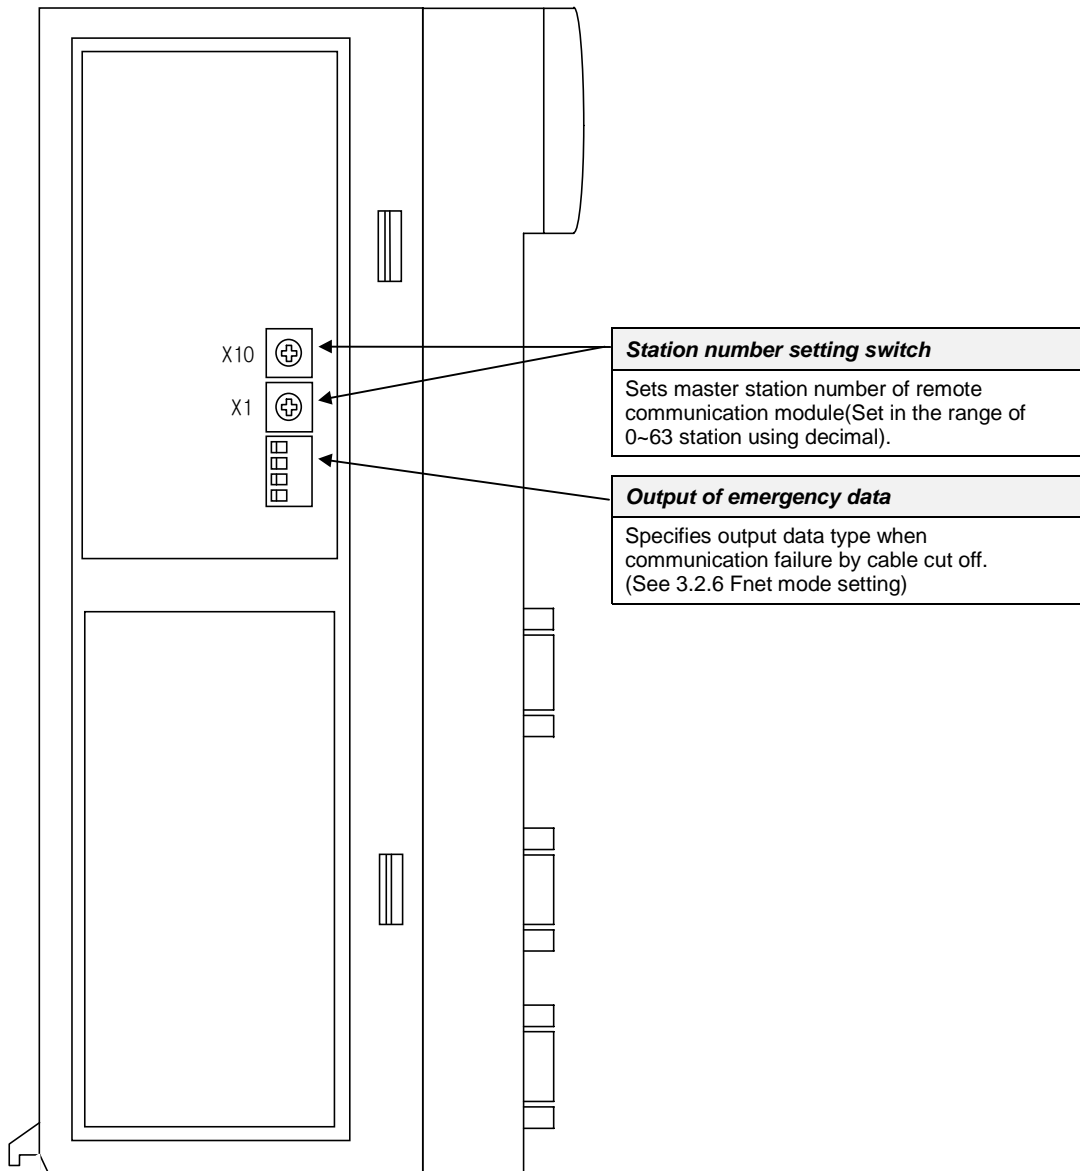 X10
X1
Station number setting switch
Sets master station number of remote
communication module(Set in the range of
0~63 station using decimal).
Output of emergency data
Specifies output data type when
communication failure by cable cut off.
(See 3.2.6 Fnet mode setting)